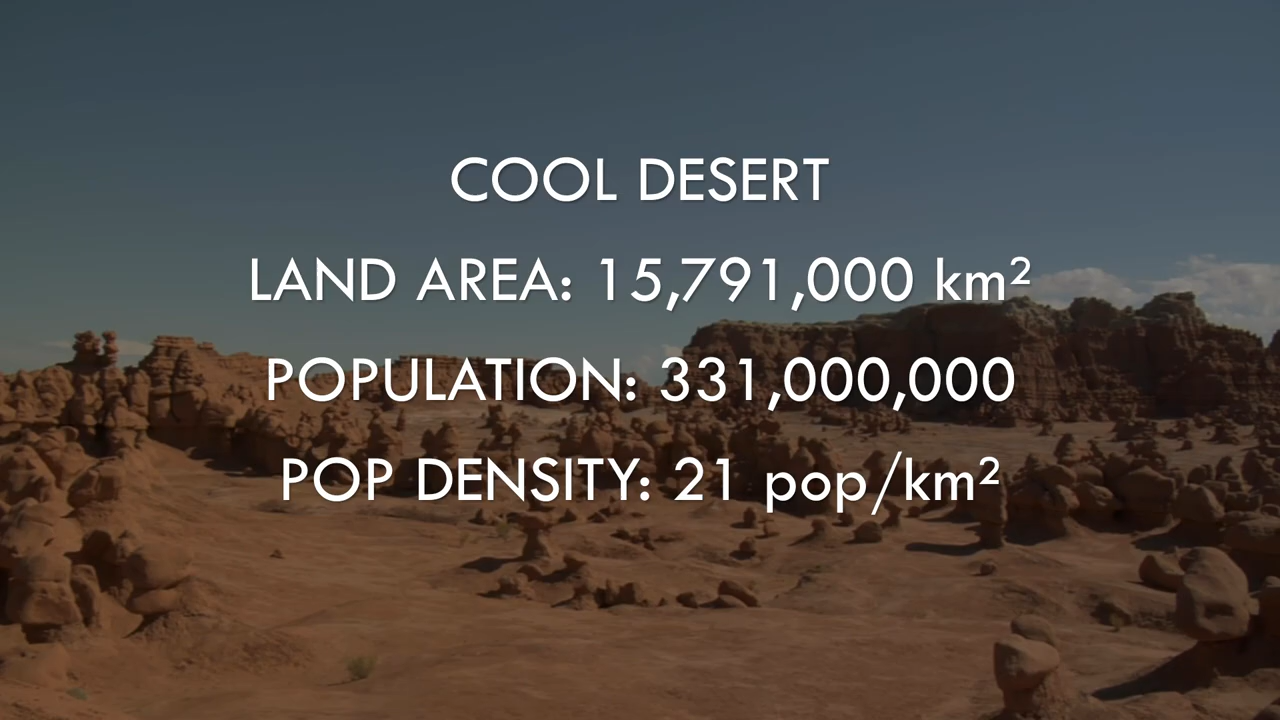 COOL DESERT
LAND AREA: 15,791,000 km²
POPULATION: 331,000,000
POP DENSITY: 21 pop/km²